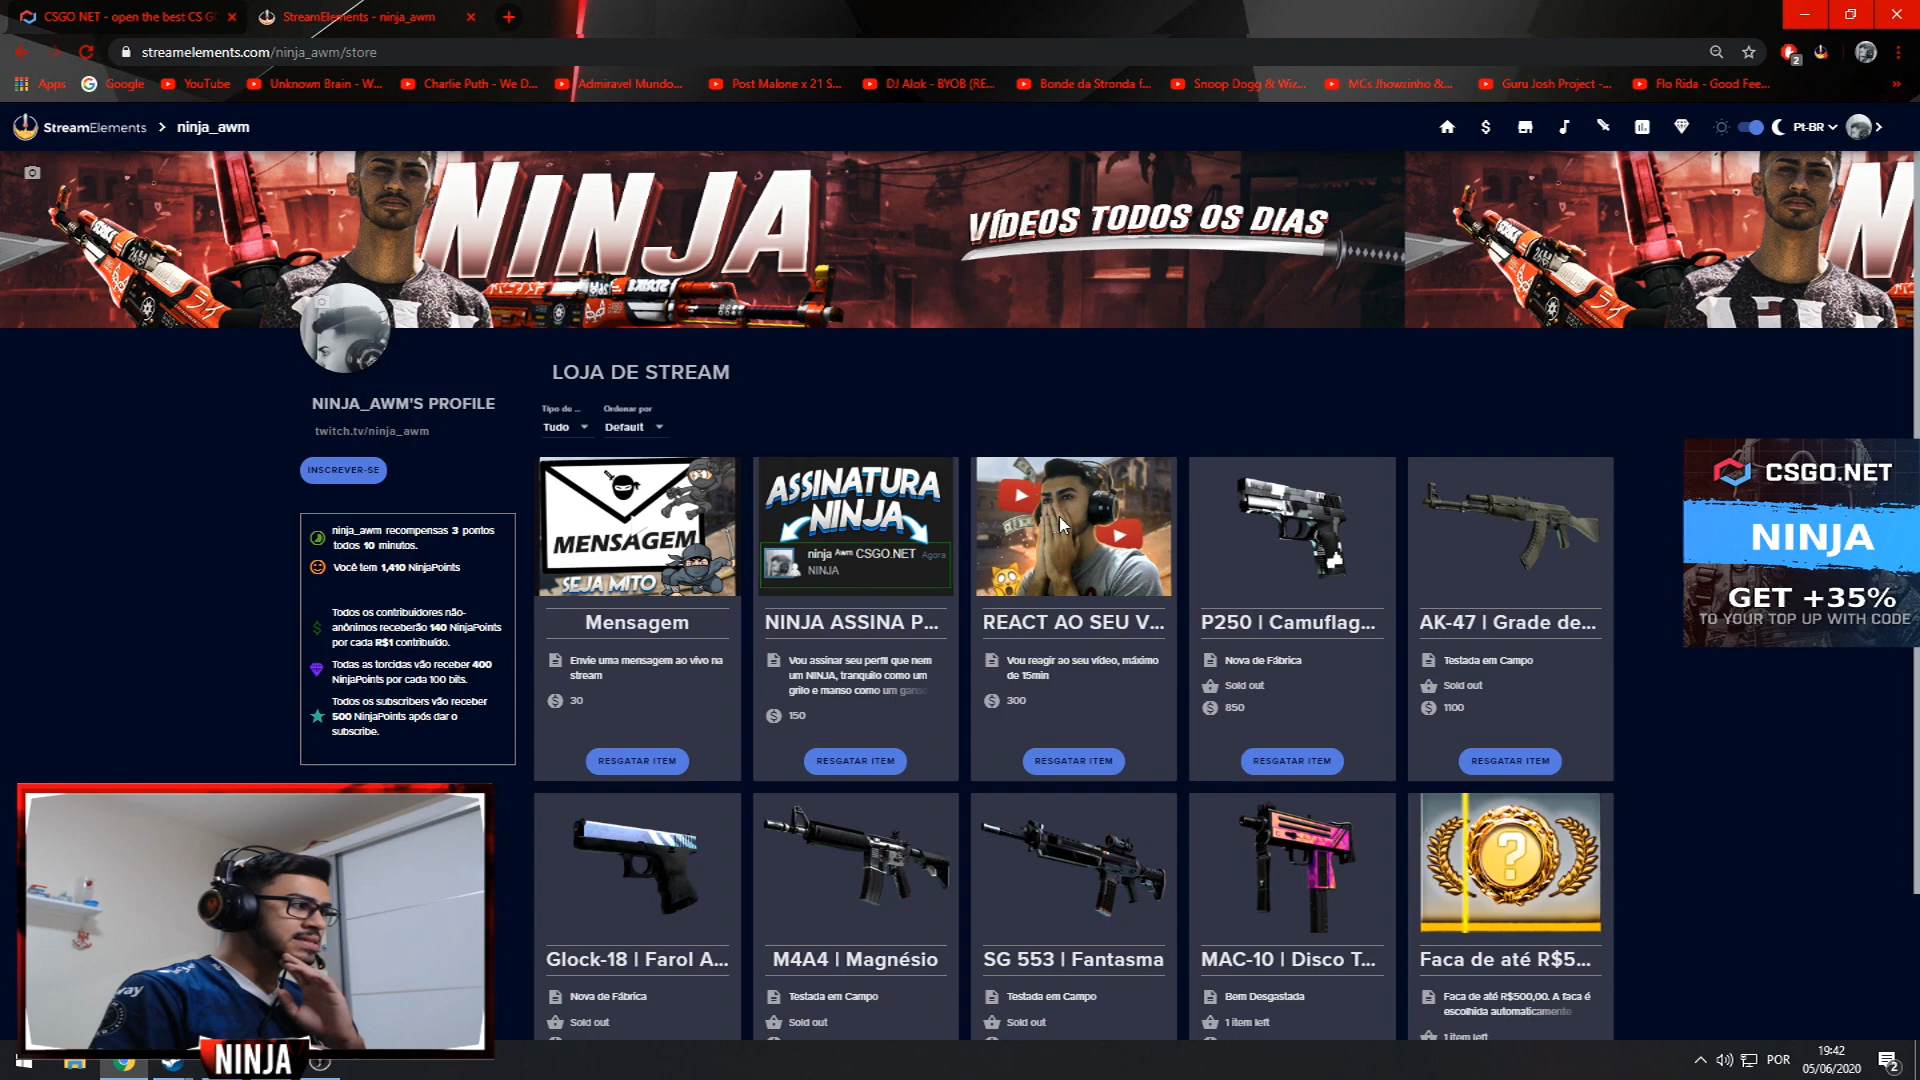 CSGO NET - open the best CS GO
StreamElements - ninja_awm
streamelements.com/ninja_awm/store
2
Apps
Google
YouTube
Unknown Brain - W...
Charlie Puth - We D...
Admiravel Mundo...
Post Malone x 21 S...
DJ Alok - BYOB (RE...
Bonde da Stronda f...
Snoop Dogg & Wiz...
MCs Jhowzinho &...
Guru Josh Project -...
Flo Rida - Good Fee...
StreamElements > ninja_awm
Pt-BR
NINJA
VÍDEOS TODOS OS DIAS
LOJA DE STREAM
NINJA_AWM'S PROFILE
twitch.tv/ninja_awm
INSCREVER-SE
Tipo de ...
Tudo
Ordenar por
Default
ninja_awm recompensas 3 pontos
todos 10 minutos.
Você tem 1,410 NinjaPoints
Todos os contribuidores não-
anônimos receberão 140 NinjaPoints
por cada R$1 contribuído.
Todas as torcidas vão receber 400
NinjaPoints por cada 100 bits.
Todos os subscribers vão receber
500 NinjaPoints após dar o
subscribe.
MENSAGEM
SEJA MITO
Mensagem
Envie uma mensagem ao vivo na
stream
30
RESGATAR ITEM
ASSINATURA
NINJA
ninja Awm CSGO.NET Agora
NINJA
NINJA ASSINA P...
Vou assinar seu perfil que nem
um NINJA, tranquilo como um
grilo e manso como um ganso
150
RESGATAR ITEM
REACT AO SEU V...
Vou reagir ao seu vídeo, máximo
de 15min
300
RESGATAR ITEM
P250 | Camuflag...
Nova de Fábrica
Sold out
850
RESGATAR ITEM
AK-47 | Grade de...
Testada em Campo
Sold out
1100
RESGATAR ITEM
CSGO.NET
NINJA
GET +35%
TO YOUR TOP UP WITH CODE
Glock-18 | Farol A...
Nova de Fábrica
Sold out
M4A4 | Magnésio
Testada em Campo
Sold out
SG 553 | Fantasma
Testada em Campo
Sold out
MAC-10 | Disco T...
Bem Desgastada
1 item left
?
Faca de até R$5...
Faca de até R$500,00. A faca é
escolhida automaticamente
1 item left
NINJA
POR
19:42
05/06/2020
2